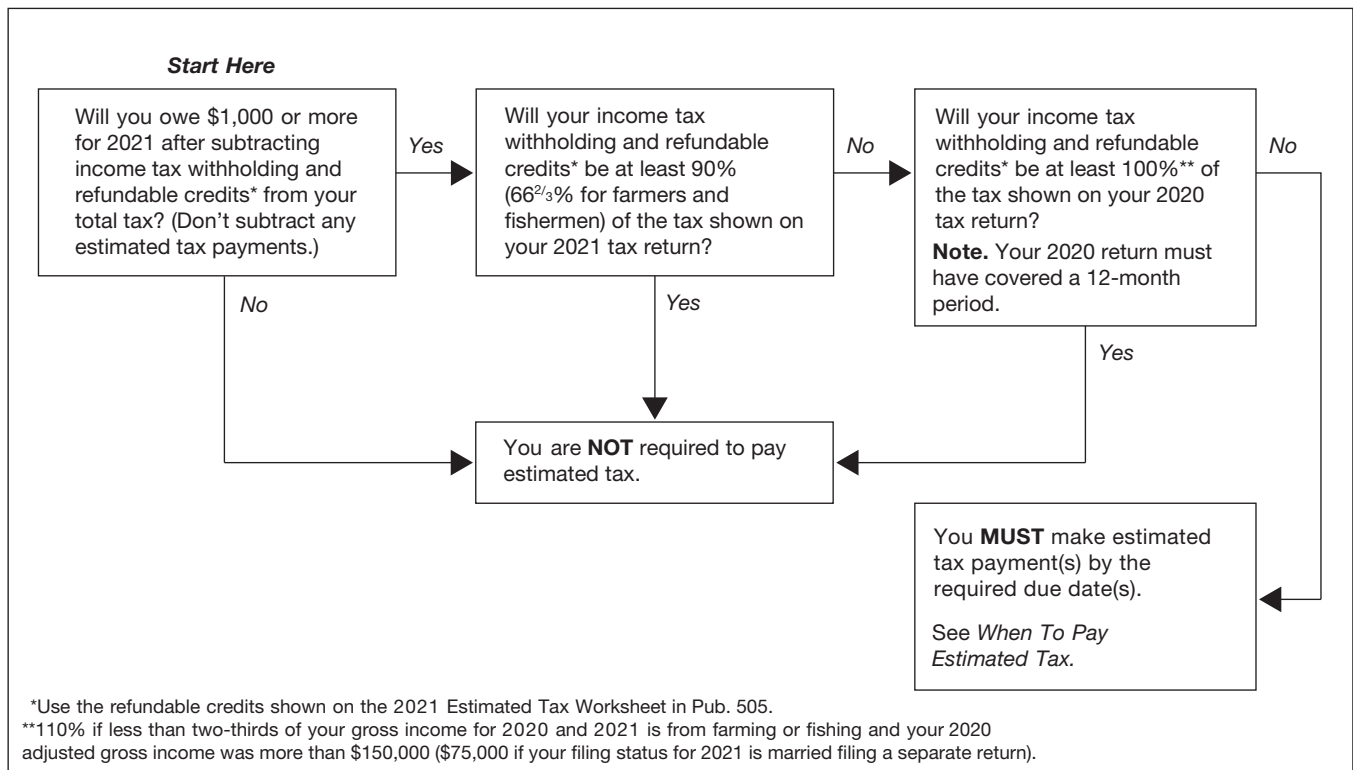 Start Here
Will you owe $1,000 or more
for 2021 after subtracting
income tax withholding and
refundable credits* from your
total tax? (Don’t subtract any
estimated tax payments.)
Yes
No
Will your income tax
withholding and refundable
credits* be at least 90%
(66 2/3% for farmers and
fishermen) of the tax shown on
your 2021 tax return?
No
Yes
Will your income tax
withholding and refundable
credits* be at least 100%** of
the tax shown on your 2020
tax return?
Note. Your 2020 return must
have covered a 12-month
period.
No
Yes
You are NOT required to pay
estimated tax.
You MUST make estimated
tax payment(s) by the
required due date(s).
See When To Pay
Estimated Tax.
*Use the refundable credits shown on the 2021 Estimated Tax Worksheet in Pub. 505.
**110% if less than two-thirds of your gross income for 2020 and 2021 is from farming or fishing and your 2020
adjusted gross income was more than $150,000 ($75,000 if your filing status for 2021 is married filing a separate return).